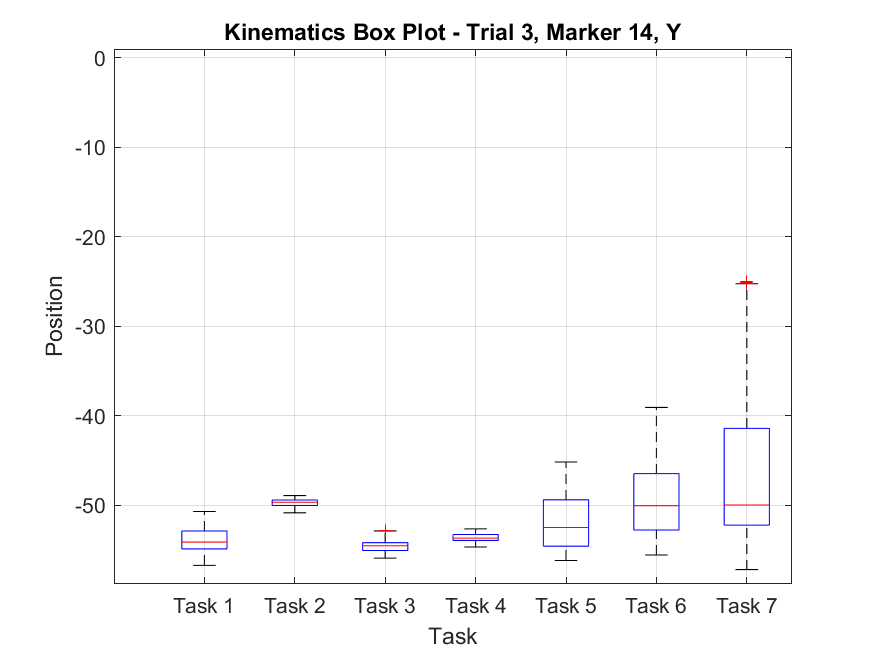 Kinematics Box Plot - Trial 3, Marker 14, Y
0
-10
-20
-30
-40
-50
Position
Task 1 Task 2 Task 3 Task 4 Task 5 Task 6 Task 7
Task